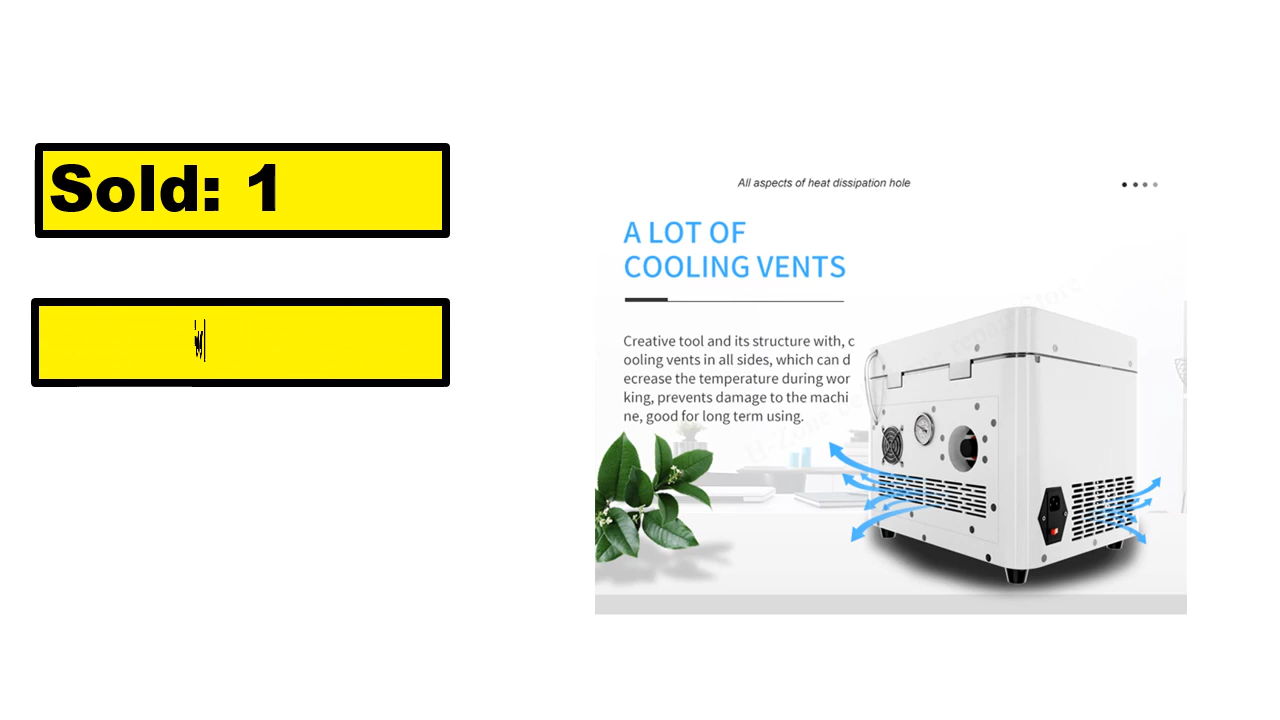 Sold: 1
All aspects of heat dissipation hole
A LOT OF
COOLING VENTS
Creative tool and its structure with, c
ooling vents in all sides, which can d
ecrease the temperature during wor
king, prevents damage to the machi
ne, good for long term using.